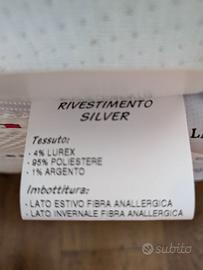 RIVESTIMENTO
SILVER
Tessuto:
- 4% LUREX
- 95% POLIESTERE
- 1% ARGENTO
Imbottitura:
- LATO ESTIVO FIBRA ANALLERGICA
- LATO INVERNALE FIBRA ANALLERGICA
subito